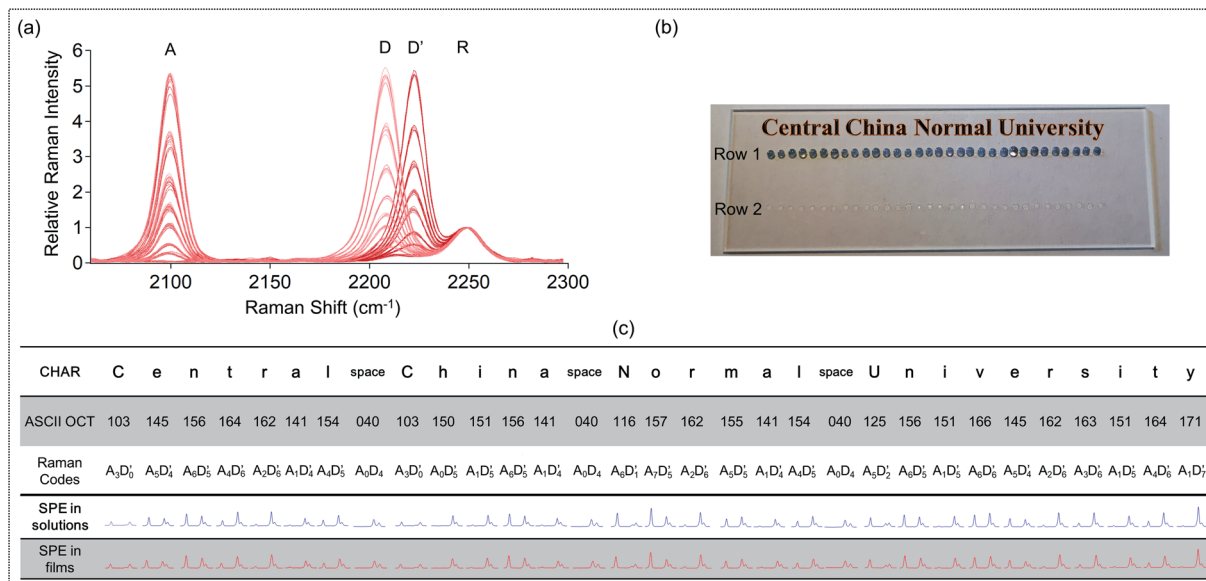 (a)
A D D' R
Relative Raman Intensity
6
5
4
3
2
1
0
2100 2150 2200 2250 2300
Raman Shift (cm⁻¹)
(b)
Central China Normal University
Row 1
Row 2
(c)
CHAR C e n t r a l space C h i n a space N o r m a l space U n i v e r s i t y
ASCII OCT 103 145 156 164 162 141 154 040 103 150 151 156 141 040 116 157 162 155 141 154 040 125 156 151 166 145 162 163 151 164 171
Raman Codes A₃D'₀ A₅D'₄ A₆D'₅ A₄D'₆ A₂D'₆ A₁D'₄ A₄D'₅ A₀D₄ A₃D'₀ A₀D'₅ A₁D'₅ A₆D'₅ A₁D'₄ A₀D₄ A₆D'₁ A₇D'₅ A₂D'₆ A₅D'₅ A₁D'₄ A₄D'₅ A₀D₄ A₅D'₂ A₆D'₅ A₁D'₅ A₆D'₆ A₅D'₄ A₂D'₆ A₃D'₆ A₁D'₅ A₄D'₆ A₁D'₇
SPE in solutions
SPE in films